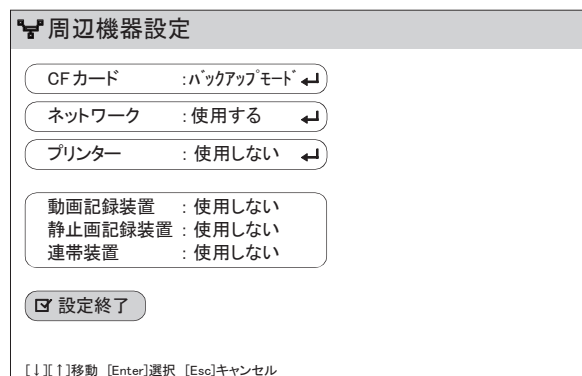 周辺機器設定
CFカード :ﾊﾞｯｸｱｯﾌﾟﾓｰﾄﾞ
ネットワーク :使用する
プリンター :使用しない
動画記録装置 :使用しない
静止画記録装置:使用しない
連帯装置 :使用しない
設定終了
[↓][↑]移動 [Enter]選択 [Esc]キャンセル